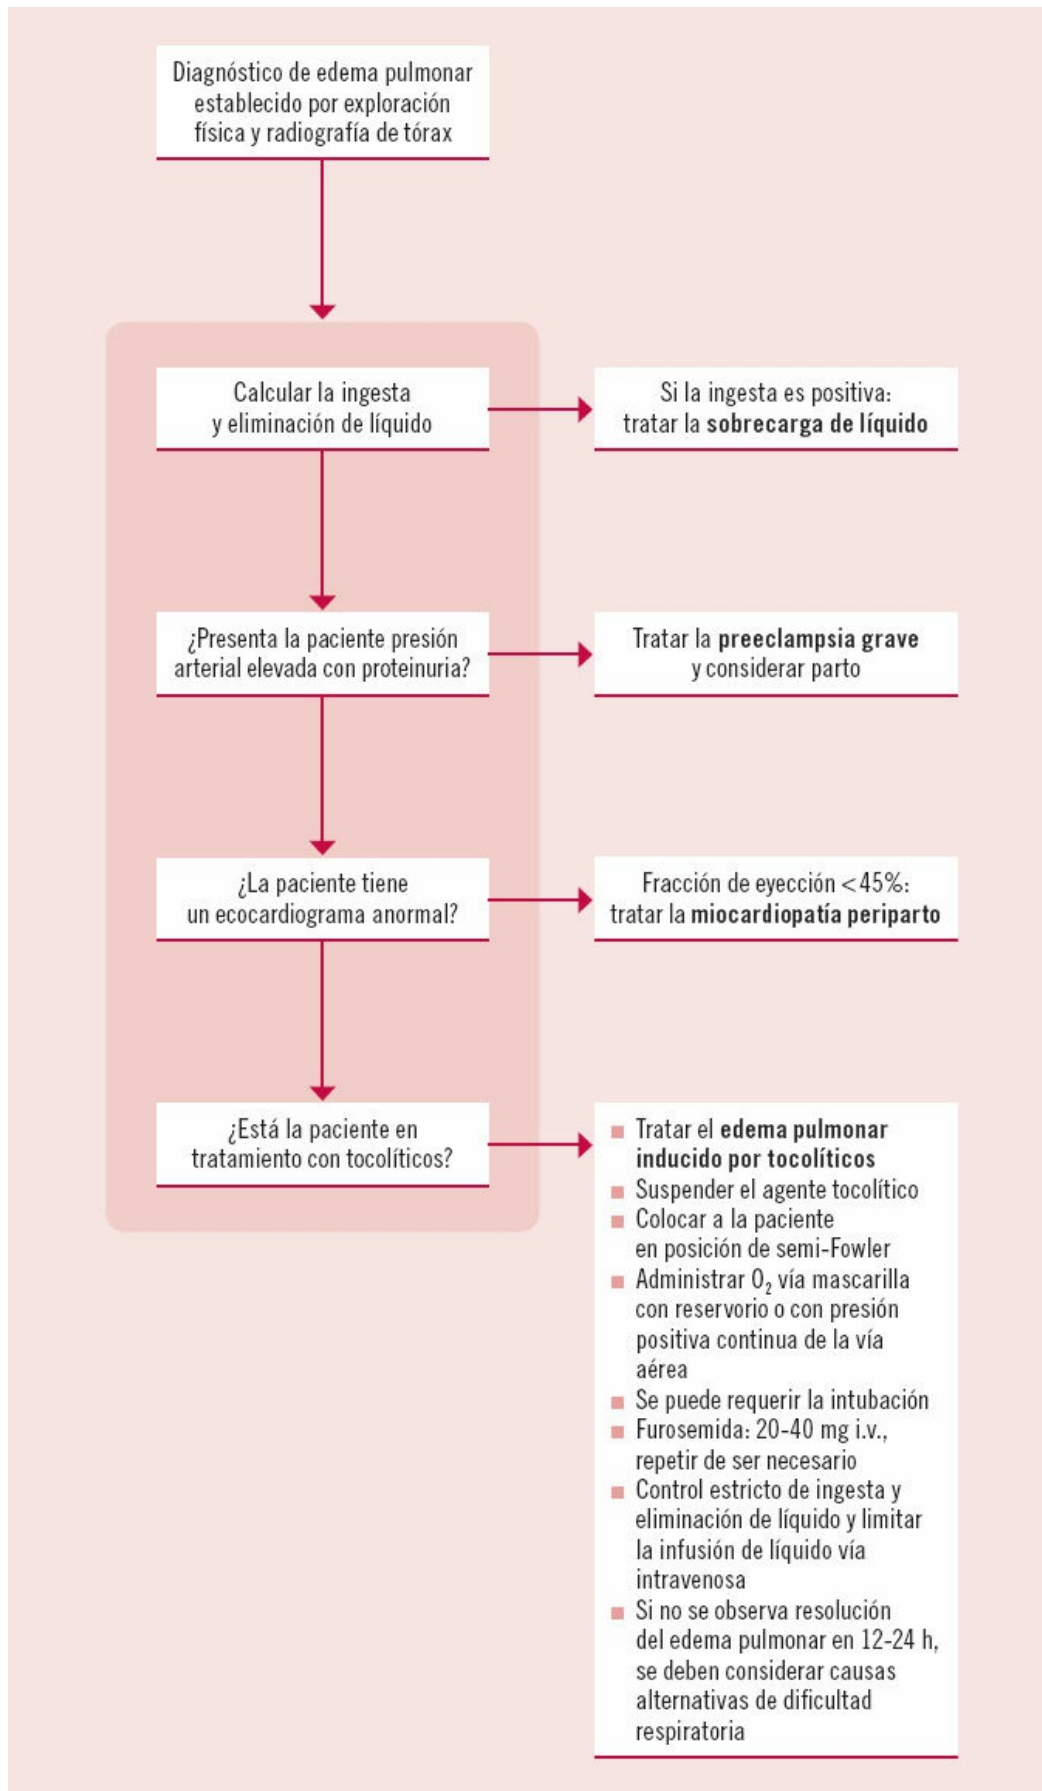 Diagnóstico de edema pulmonar
establecido por exploración
física y radiografía de tórax
Calcular la ingesta
y eliminación de líquido
Si la ingesta es positiva:
tratar la sobrecarga de líquido
¿Presenta la paciente presión
arterial elevada con proteinuria?
Tratar la preeclampsia grave
y considerar parto
¿La paciente tiene
un ecocardiograma anormal?
Fracción de eyección <45%:
tratar la miocardiopatía periparto
¿Está la paciente en
tratamiento con tocolíticos?
■ Tratar el edema pulmonar
inducido por tocolíticos
■ Suspender el agente tocolítico
■ Colocar a la paciente
en posición de semi-Fowler
■ Administrar O₂ vía mascarilla
con reservorio o con presión
positiva continua de la vía
aérea
■ Se puede requerir la intubación
■ Furosemida: 20-40 mg i.v.,
repetir de ser necesario
■ Control estricto de ingesta y
eliminación de líquido y limitar
la infusión de líquido vía
intravenosa
■ Si no se observa resolución
del edema pulmonar en 12-24 h,
se deben considerar causas
alternativas de dificultad
respiratoria